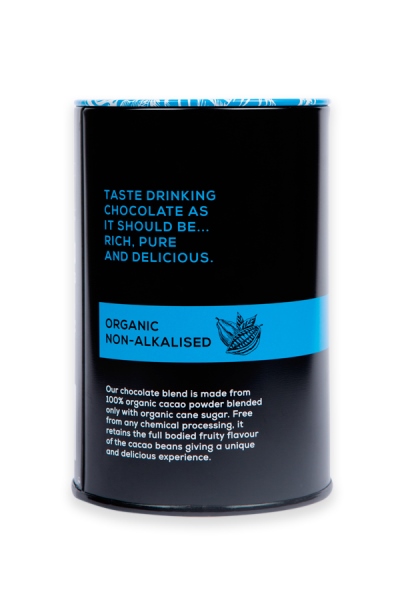 TASTE DRINKING
CHOCOLATE AS
IT SHOULD BE...
RICH, PURE
AND DELICIOUS.
ORGANIC
NON-ALKALISED
Our chocolate blend is made from
100% organic cacao powder blended
only with organic cane sugar. Free
from any chemical processing, it
retains the full bodied fruity flavour
of the cacao beans giving a unique
and delicious experience.